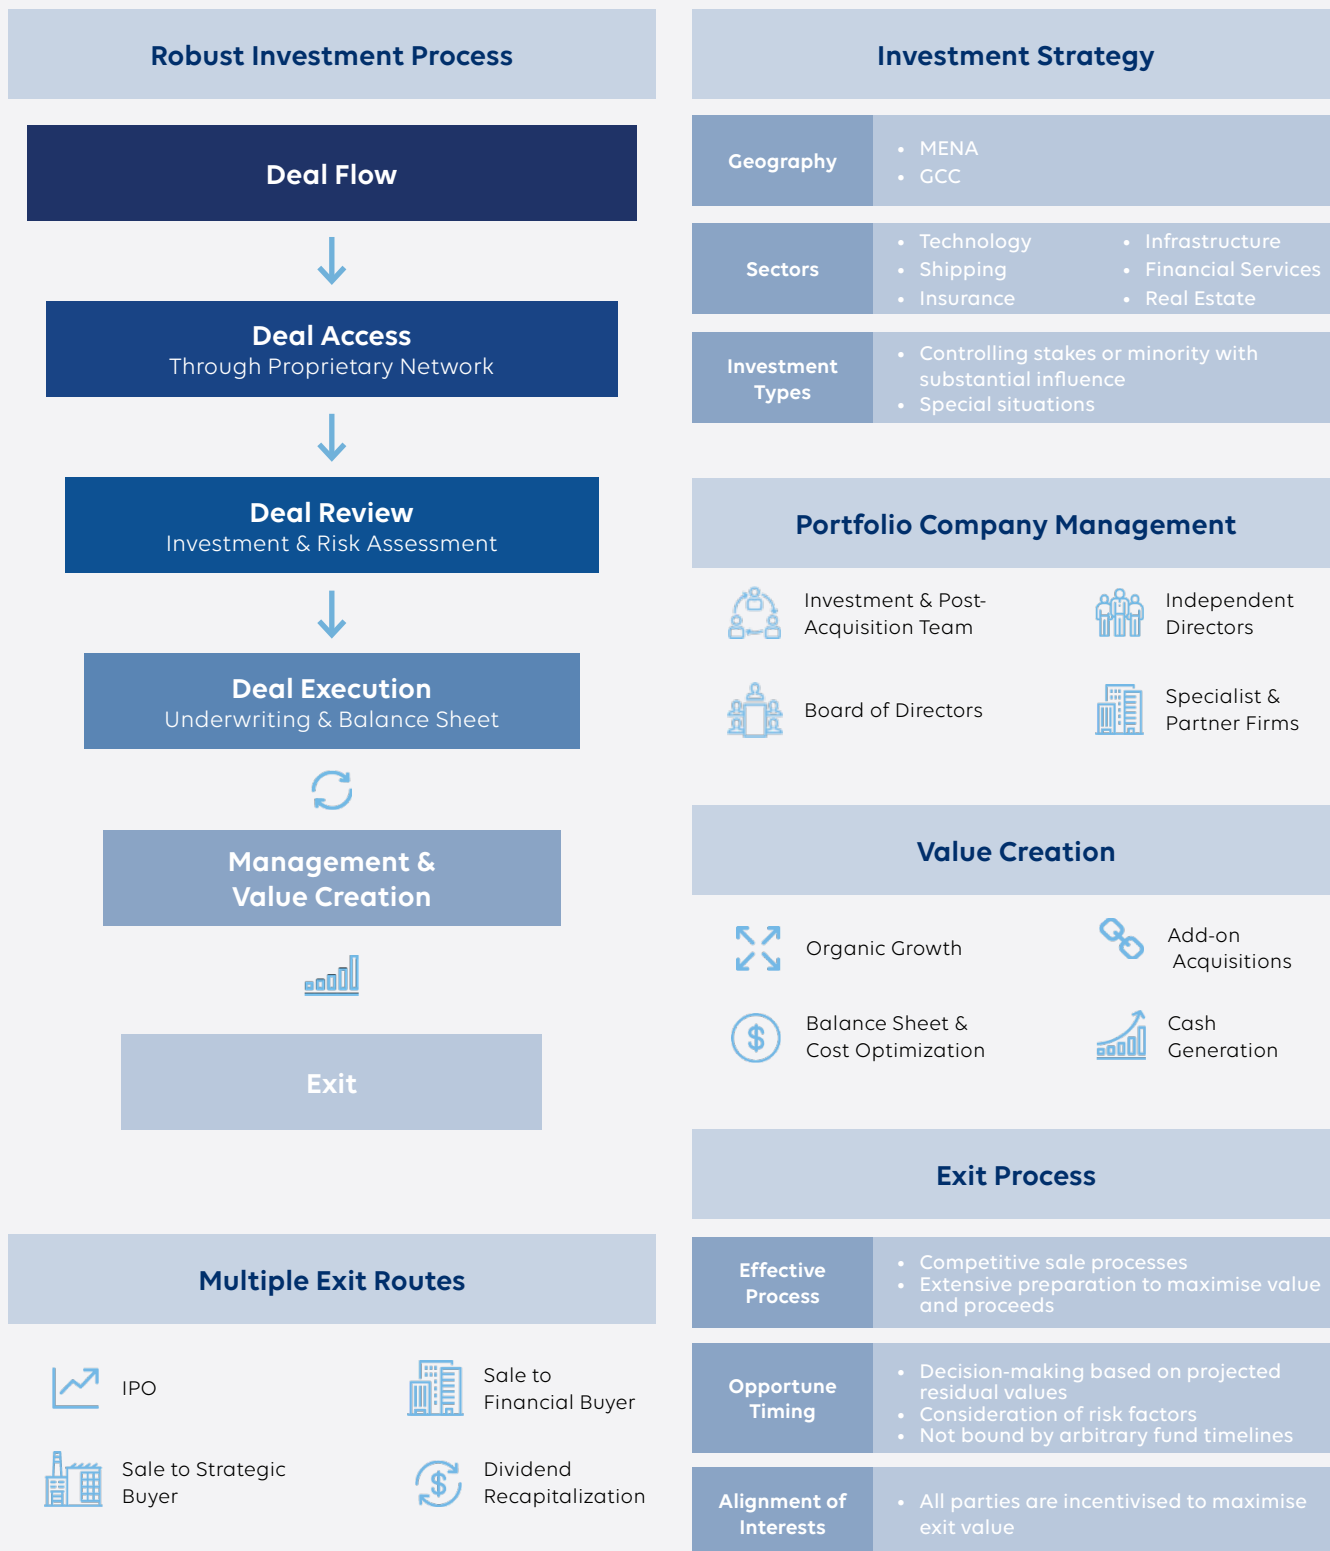 Robust Investment Process
Deal Flow
Deal Access
Through Proprietary Network
Deal Review
Investment & Risk Assessment
Deal Execution
Underwriting & Balance Sheet
Management &
Value Creation
Exit
Multiple Exit Routes
IPO
Sale to
Financial Buyer
Sale to Strategic
Buyer
Dividend
Recapitalization
Investment Strategy
Geography
• MENA
• GCC
Sectors
• Technology
• Shipping
• Insurance
• Infrastructure
• Financial Services
• Real Estate
Investment
Types
• Controlling stakes or minority with
substantial influence
• Special situations
Portfolio Company Management
Investment & Post-
Acquisition Team
Independent
Directors
Board of Directors
Specialist &
Partner Firms
Value Creation
Organic Growth
Add-on
Acquisitions
Balance Sheet &
Cost Optimization
Cash
Generation
Exit Process
Effective
Process
• Competitive sale processes
• Extensive preparation to maximise value
and proceeds
Opportune
Timing
• Decision-making based on projected
residual values
• Consideration of risk factors
• Not bound by arbitrary fund timelines
Alignment of
Interests
• All parties are incentivised to maximise
exit value